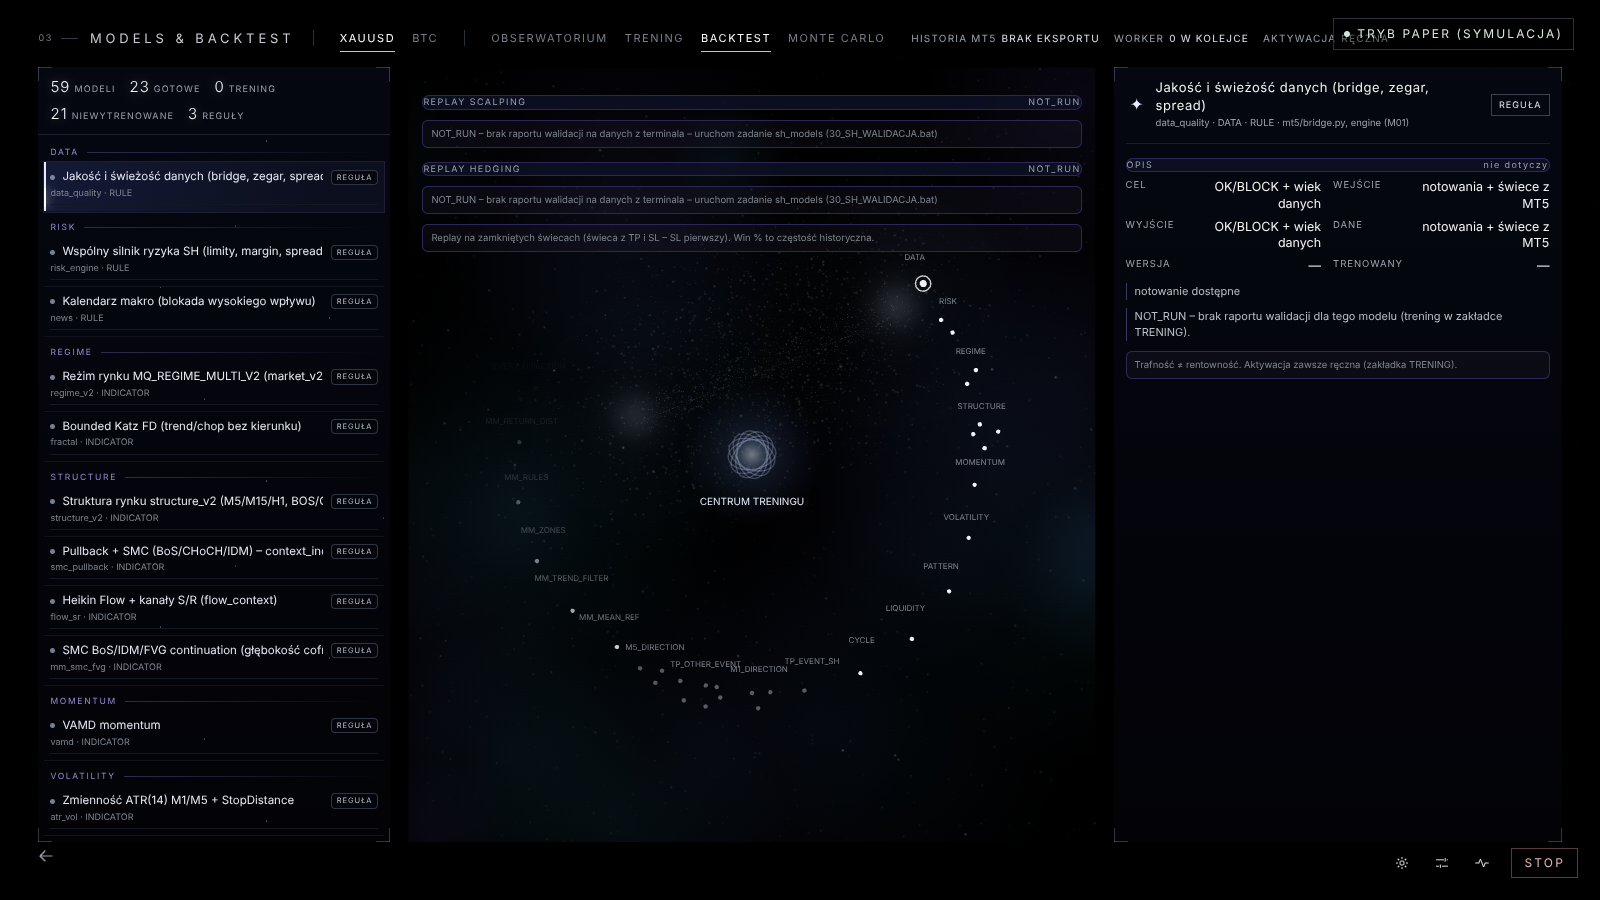 03 MODELS & BACKTEST XAUUSD BTC OBSERWATORIUM TRENING BACKTEST MONTE CARLO HISTORIA MT5 BRAK EKSPORTU WORKER 0 W KOLEJCE AKTYWACJA RĘCZNA
TRYB PAPER (SYMULACJA)
59 MODELI 23 GOTOWE 0 TRENING
21 NIEWYTRENOWANE 3 REGUŁY
DATA
Jakość i świeżość danych (bridge, zegar, spread REGUŁA
data_quality · RULE
RISK
Wspólny silnik ryzyka SH (limity, margin, spread REGUŁA
risk_engine · RULE
Kalendarz makro (blokada wysokiego wpływu) REGUŁA
news · RULE
REGIME
Reżim rynku MQ_REGIME_MULTI_V2 (market_v2 REGUŁA
regime_v2 · INDICATOR
Bounded Katz FD (trend/chop bez kierunku) REGUŁA
fractal · INDICATOR
STRUCTURE
Struktura rynku structure_v2 (M5/M15/H1, BOS/C REGUŁA
structure_v2 · INDICATOR
Pullback + SMC (BoS/CHoCH/IDM) – context_ind REGUŁA
smc_pullback · INDICATOR
Heikin Flow + kanały S/R (flow_context) REGUŁA
flow_sr · INDICATOR
SMC BoS/IDM/FVG continuation (głębokość cofn REGUŁA
mm_smc_fvg · INDICATOR
MOMENTUM
VAMD momentum REGUŁA
vamd · INDICATOR
VOLATILITY
Zmienność ATR(14) M1/M5 + StopDistance REGUŁA
atr_vol · INDICATOR
REPLAY SCALPING NOT_RUN
NOT_RUN – brak raportu walidacji na danych z terminala – uruchom zadanie sh_models (30_SH_WALIDACJA.bat)
REPLAY HEDGING NOT_RUN
NOT_RUN – brak raportu walidacji na danych z terminala – uruchom zadanie sh_models (30_SH_WALIDACJA.bat)
Replay na zamkniętych świecach (świeca z TP i SL – SL pierwszy). Win % to częstość historyczna.
DATA
RISK
REGIME
STRUCTURE
MM_RETURN_DIST
MOMENTUM
MM_RULES
CENTRUM TRENINGU
VOLATILITY
MM_ZONES
PATTERN
MM_TREND_FILTER
LIQUIDITY
MM_MEAN_REF
CYCLE
M5_DIRECTION
TP_OTHER_EVENT
M1_DIRECTION
TP_EVENT_SH
Jakość i świeżość danych (bridge, zegar,
spread) REGUŁA
data_quality · DATA · RULE · mt5/bridge.py, engine (M01)
OPIS nie dotyczy
CEL OK/BLOCK + wiek WEJŚCIE notowania + świece z
danych MT5
WYJŚCIE OK/BLOCK + wiek DANE notowania + świece z
danych MT5
WERSJA — TRENOWANY —
notowanie dostępne
NOT_RUN – brak raportu walidacji dla tego modelu (trening w zakładce
TRENING).
Trafność ≠ rentowność. Aktywacja zawsze ręczna (zakładka TRENING).
STOP